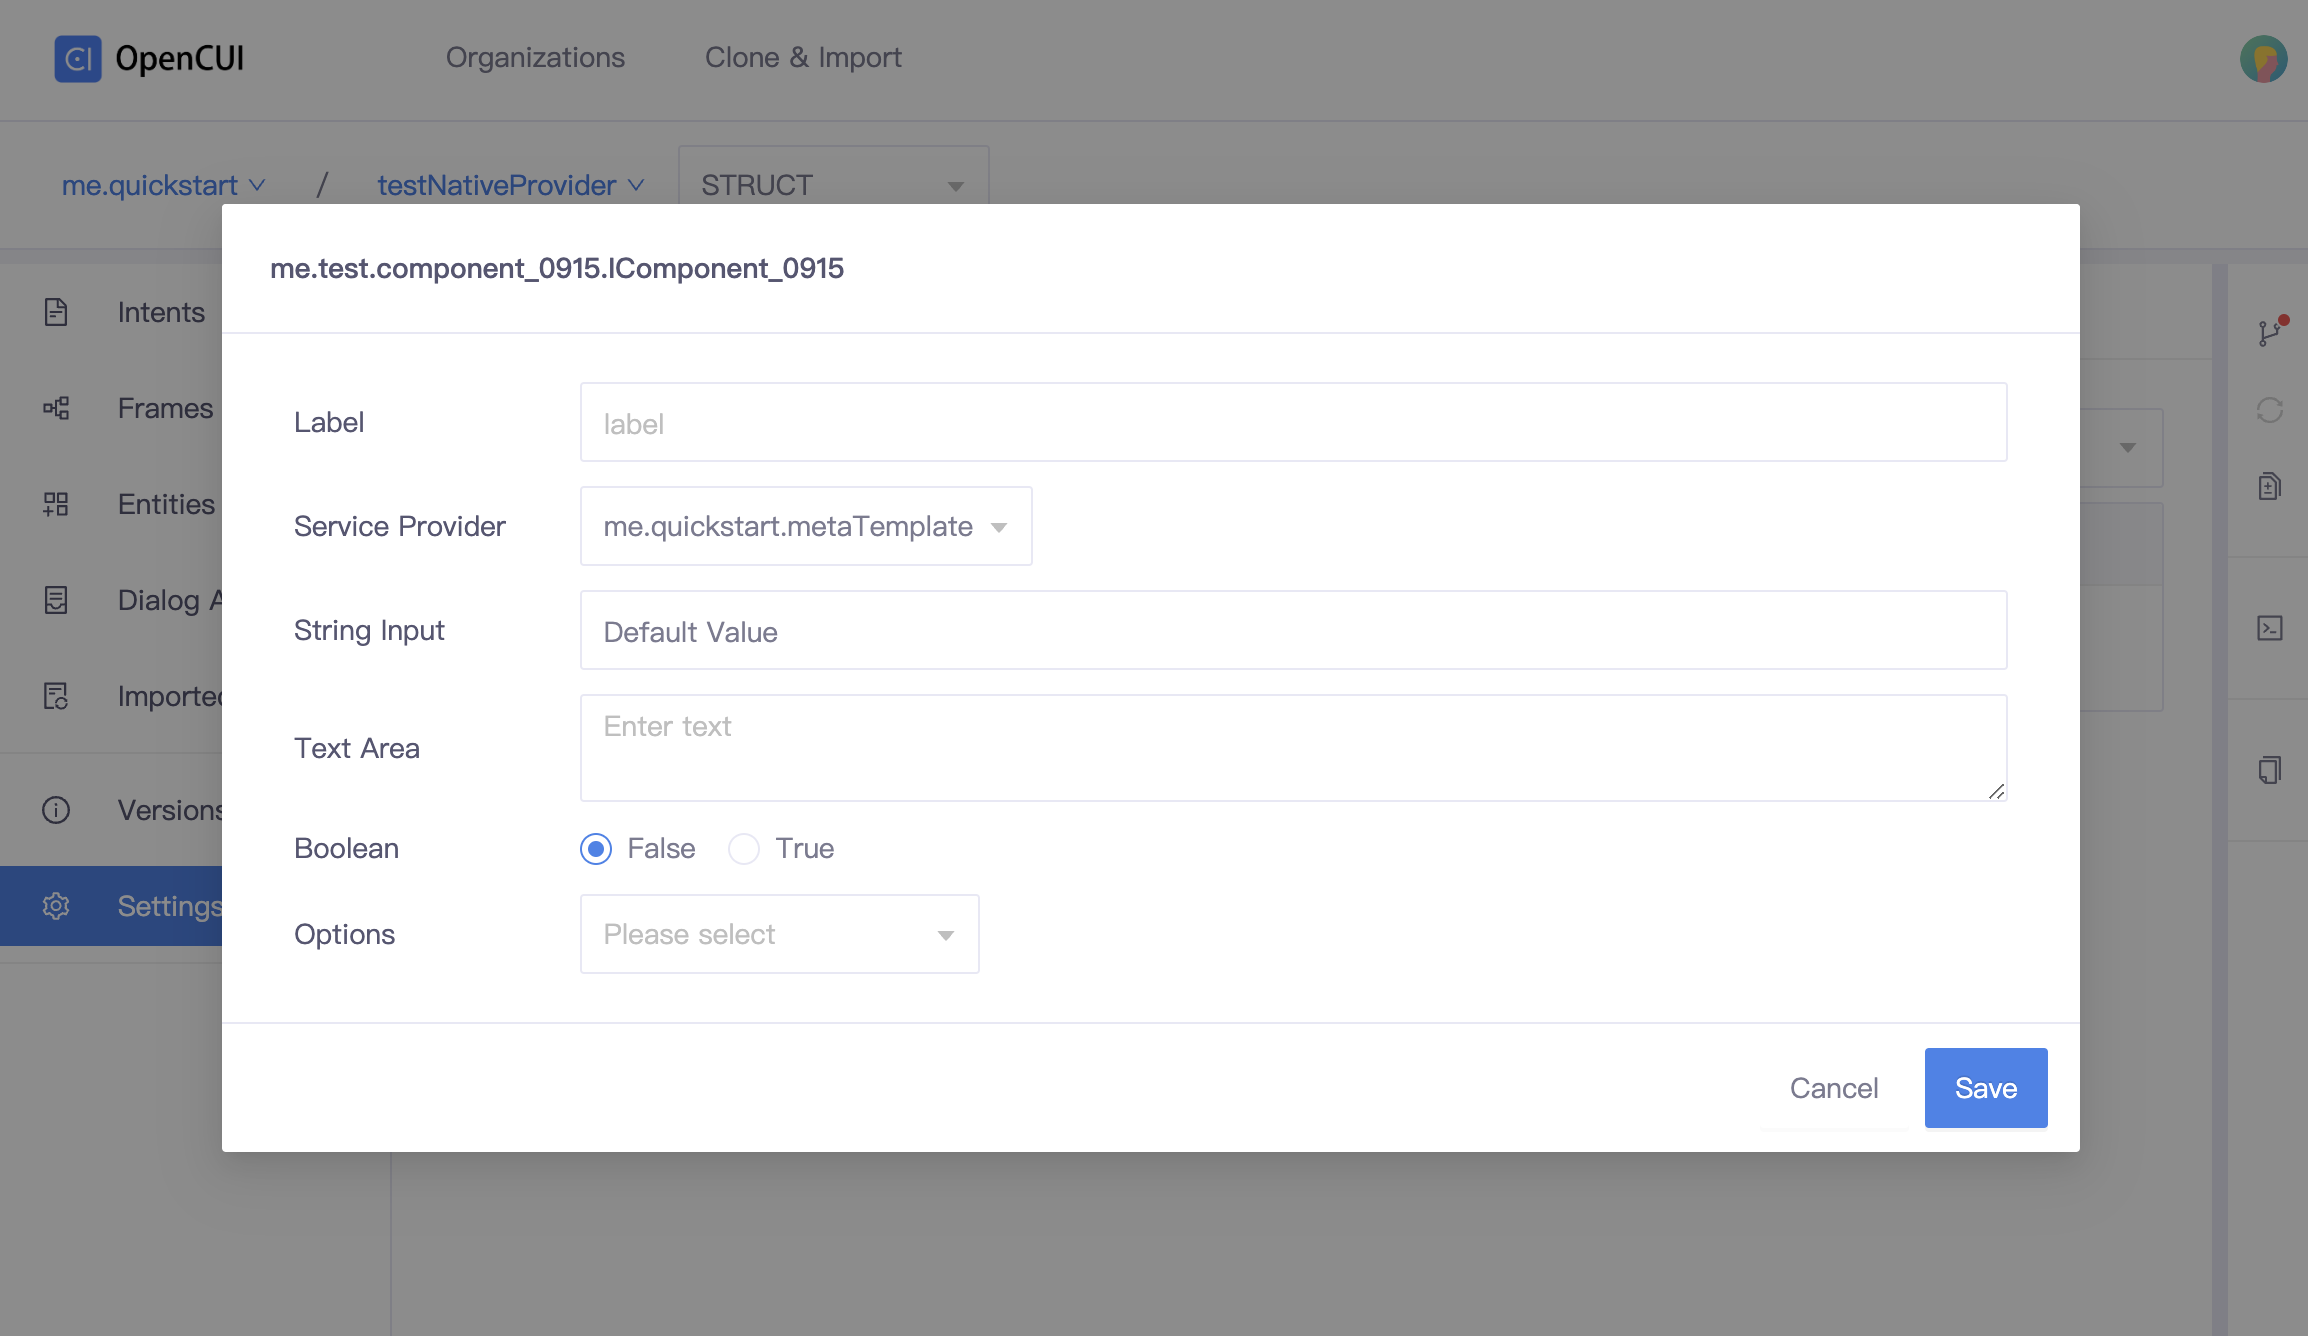 OpenCUI
Organizations
Clone & Import
me.quickstart / testNativeProvider
STRUCT
me.test.component_0915.IComponent_0915
Intents
Frames
Entities
Dialog A
Imported
Versions
Settings
Label
label
Service Provider
me.quickstart.metaTemplate
String Input
Default Value
Text Area
Enter text
Boolean
False
True
Options
Please select
Cancel
Save